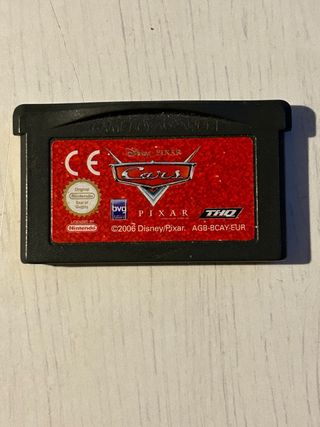 GAME BOY ADVANCE
CE
Disney PIXAR
Cars
Original
Nintendo
Seal of
Quality
LICENSED BY
Nintendo
bvg
PIXAR
THQ
©2006 Disney/Pixar. AGB-BCAY-EUR